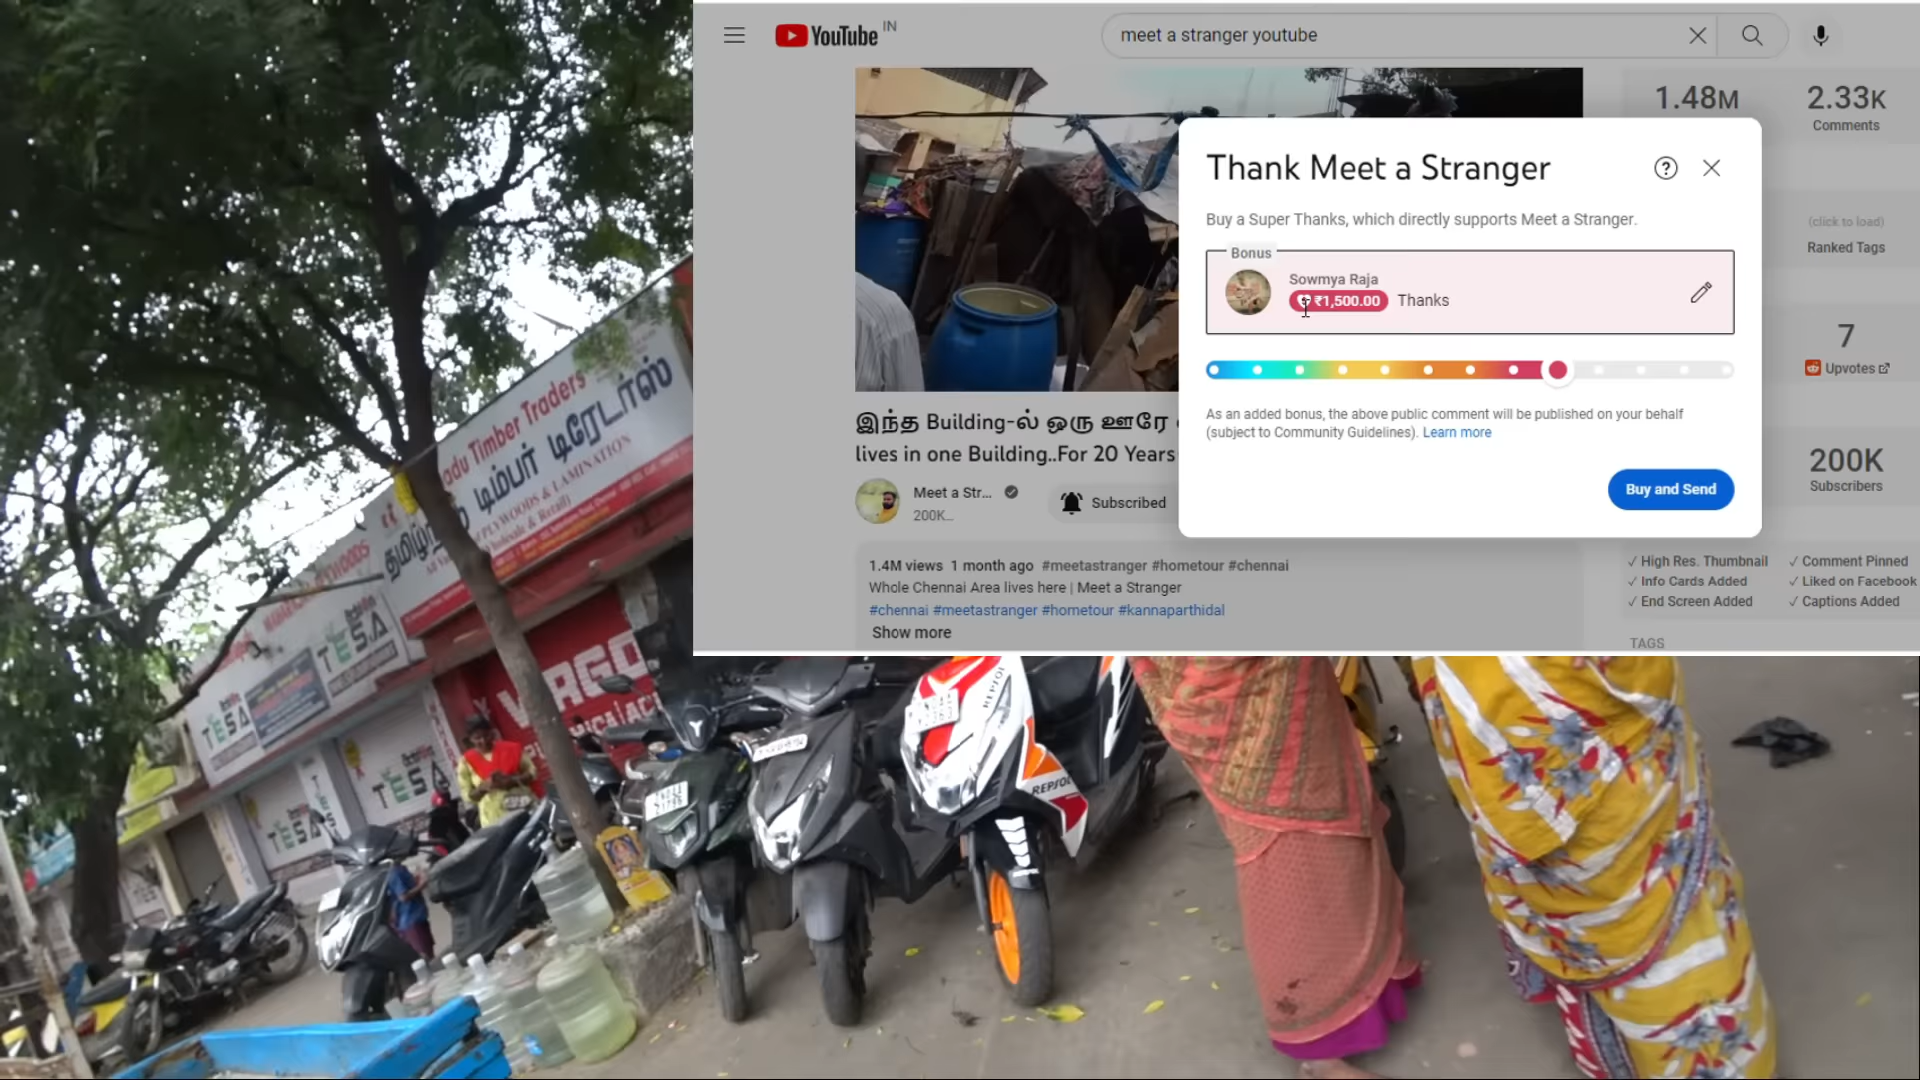 YouTube IN
meet a stranger youtube
1.48M
2.33K
Comments
Thank Meet a Stranger
Buy a Super Thanks, which directly supports Meet a Stranger.
Bonus
Sowmya Raja
₹1,500.00 Thanks
As an added bonus, the above public comment will be published on your behalf
(subject to Community Guidelines). Learn more
Buy and Send
(click to load)
Ranked Tags
7
Upvotes
200K
Subscribers
இந்த Building-ல் ஒரு ஊரே
lives in one Building..For 20 Years
Meet a Str...
200K...
Subscribed
1.4M views 1 month ago #meetastranger #hometour #chennai
Whole Chennai Area lives here | Meet a Stranger
#chennai #meetastranger #hometour #kannaparthidal
Show more
✓ High Res. Thumbnail ✓ Comment Pinned
✓ Info Cards Added ✓ Liked on Facebook
✓ End Screen Added ✓ Captions Added
TAGS
adu Timber Traders
டிம்பர் டிரேடர்ஸ்
PLYWOODS & LAMINATION
VIRGO
REPSOL
REPSOL